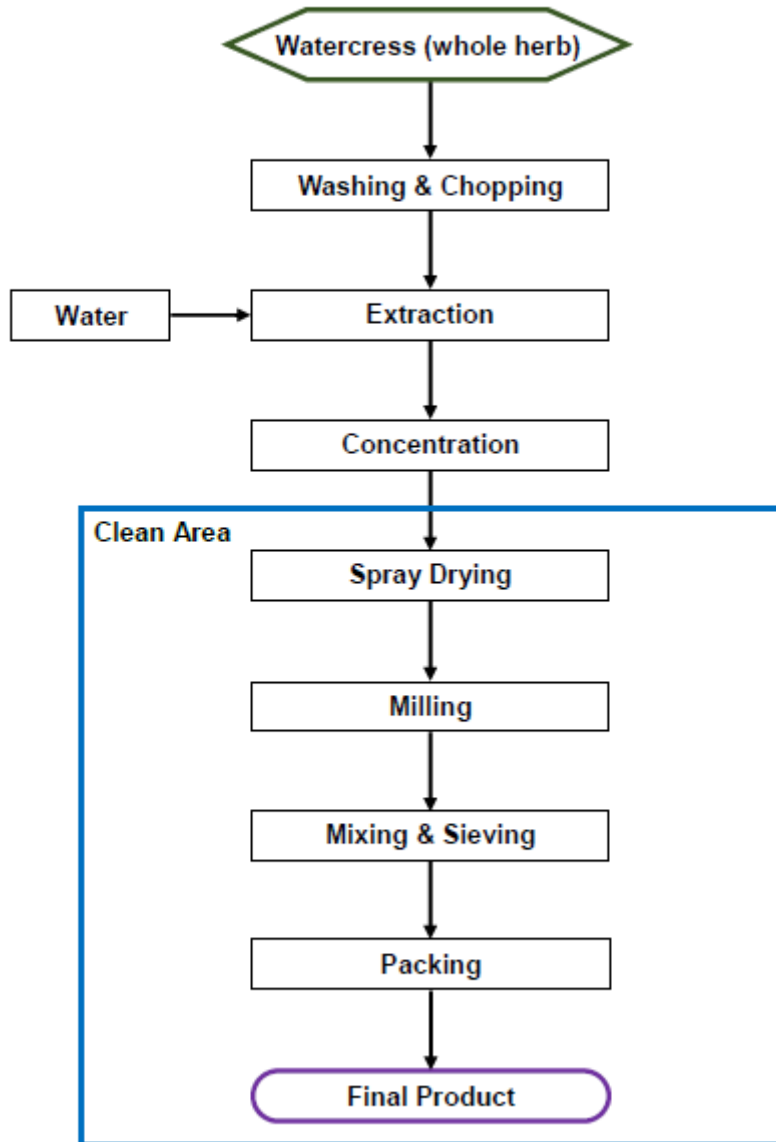 Watercress (whole herb)
Washing & Chopping
Water
Extraction
Concentration
Clean Area
Spray Drying
Milling
Mixing & Sieving
Packing
Final Product